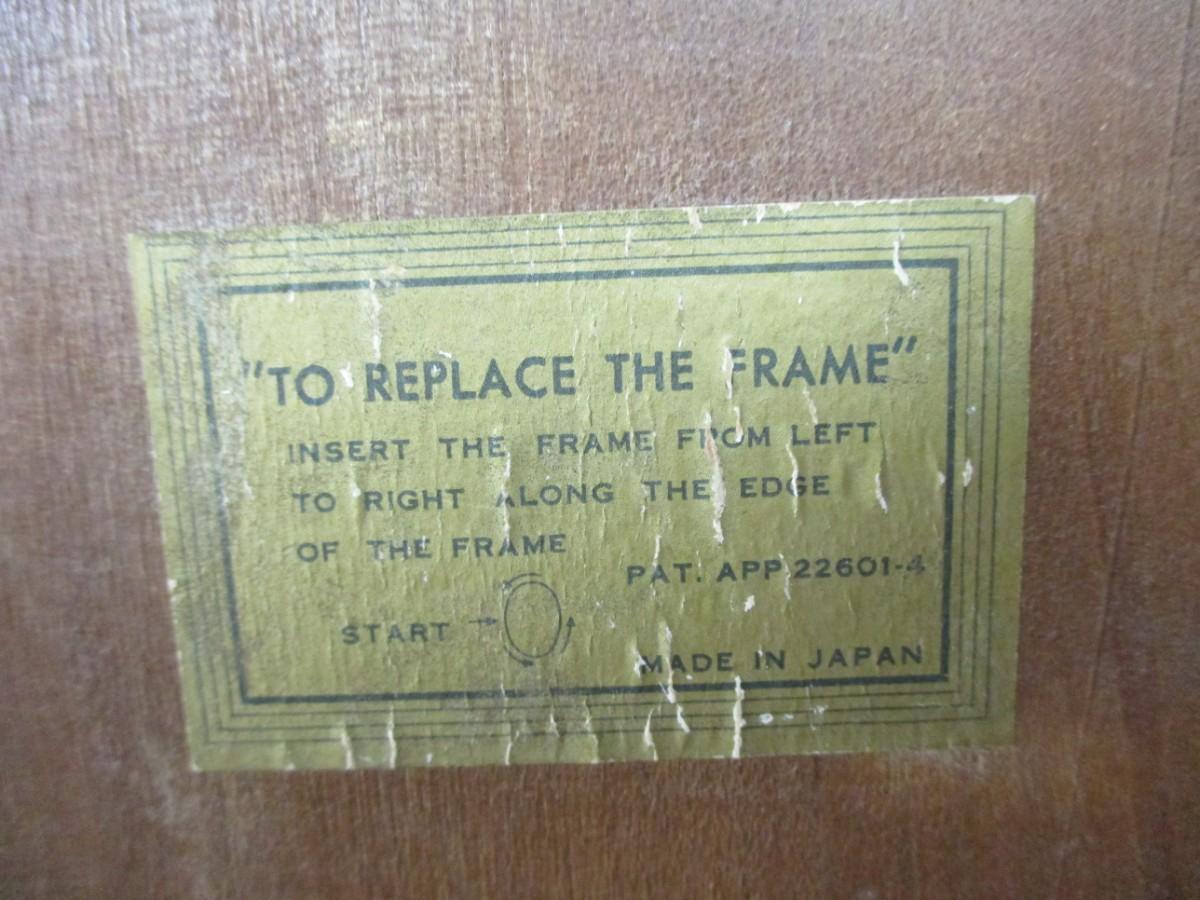 "TO REPLACE THE FRAME"
INSERT THE FRAME FROM LEFT
TO RIGHT ALONG THE EDGE
OF THE FRAME
PAT. APP. 22601-4
START
MADE IN JAPAN